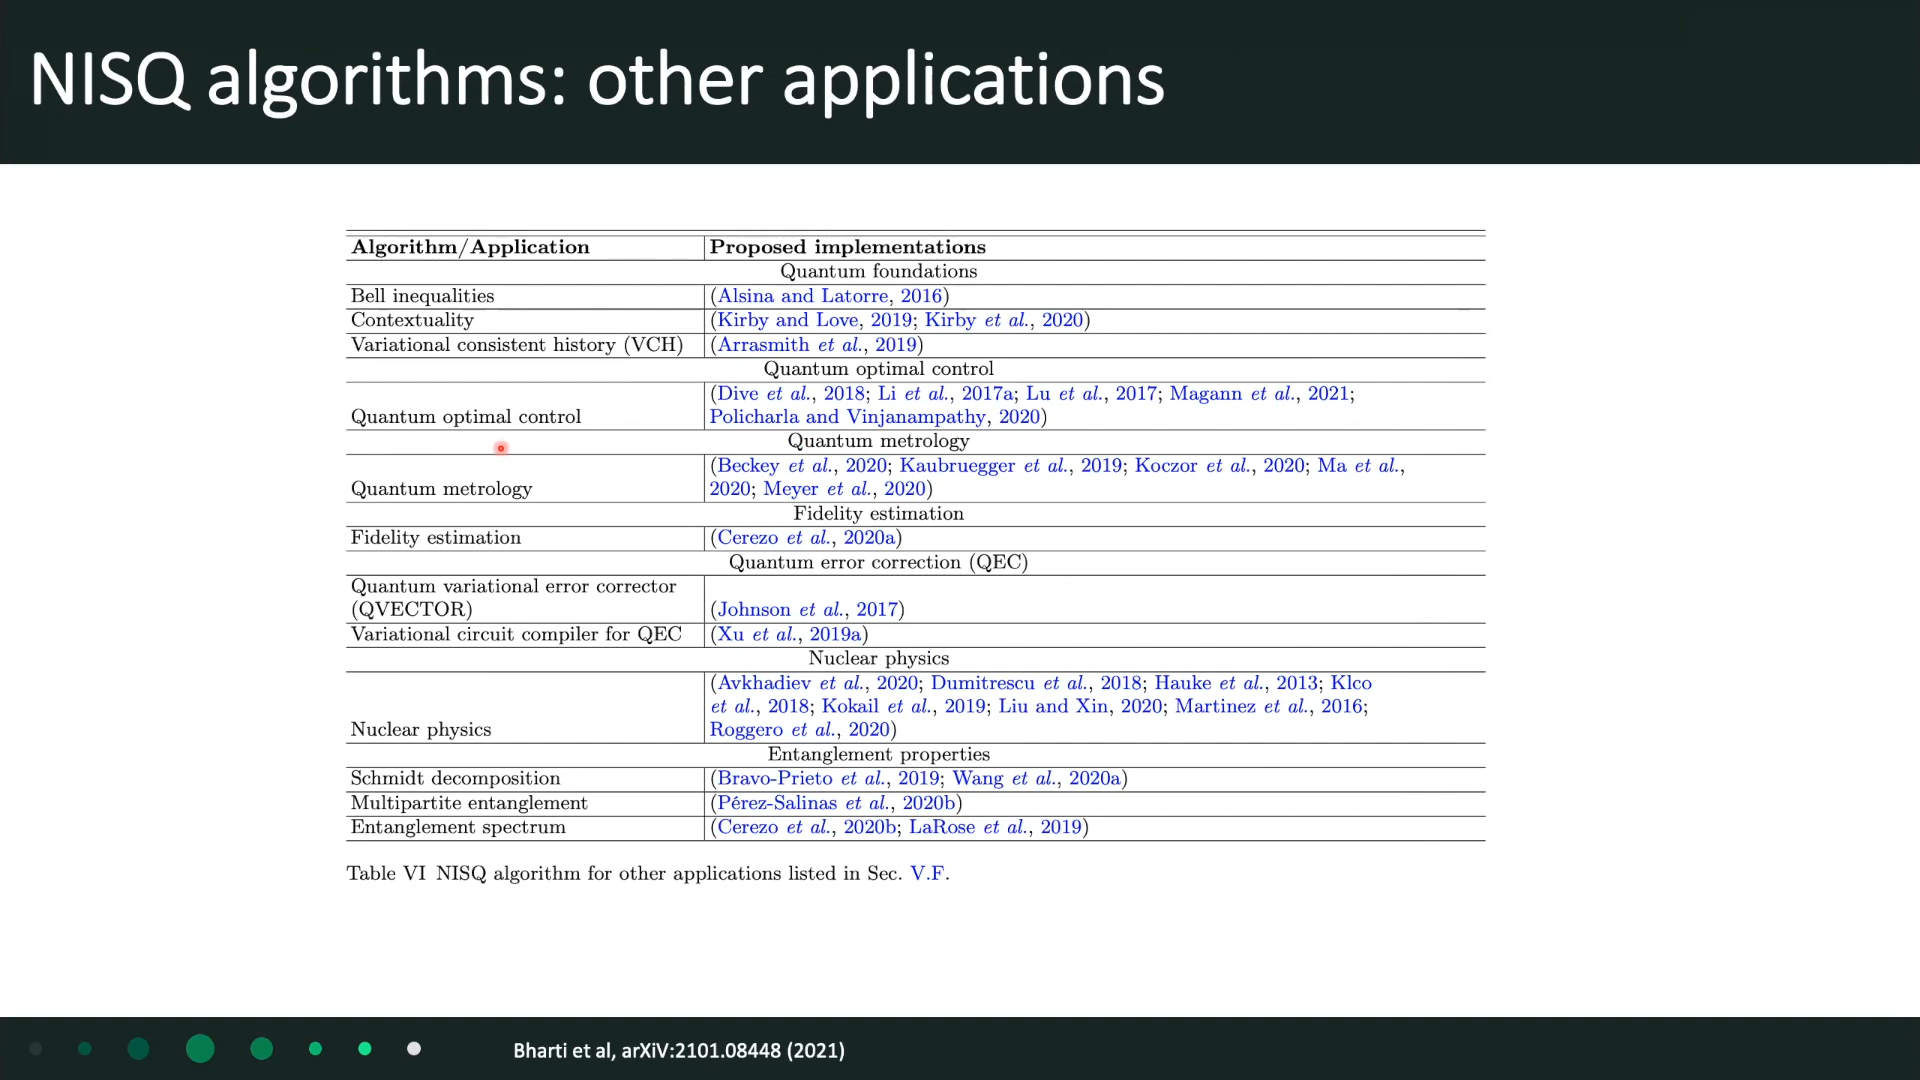 NISQ algorithms: other applications
Algorithm/Application Proposed implementations
Quantum foundations
Bell inequalities (Alsina and Latorre, 2016)
Contextuality (Kirby and Love, 2019; Kirby et al., 2020)
Variational consistent history (VCH) (Arrasmith et al., 2019)
Quantum optimal control
(Dive et al., 2018; Li et al., 2017a; Lu et al., 2017; Magann et al., 2021;
Quantum optimal control Policharla and Vinjanampathy, 2020)
Quantum metrology
(Beckey et al., 2020; Kaubruegger et al., 2019; Koczor et al., 2020; Ma et al.,
Quantum metrology 2020; Meyer et al., 2020)
Fidelity estimation
Fidelity estimation (Cerezo et al., 2020a)
Quantum error correction (QEC)
Quantum variational error corrector
(QVECTOR) (Johnson et al., 2017)
Variational circuit compiler for QEC (Xu et al., 2019a)
Nuclear physics
(Avkhadiev et al., 2020; Dumitrescu et al., 2018; Hauke et al., 2013; Klco
et al., 2018; Kokail et al., 2019; Liu and Xin, 2020; Martinez et al., 2016;
Nuclear physics Roggero et al., 2020)
Entanglement properties
Schmidt decomposition (Bravo-Prieto et al., 2019; Wang et al., 2020a)
Multipartite entanglement (Pérez-Salinas et al., 2020b)
Entanglement spectrum (Cerezo et al., 2020b; LaRose et al., 2019)
Table VI NISQ algorithm for other applications listed in Sec. V.F.
Bharti et al, arXiV:2101.08448 (2021)